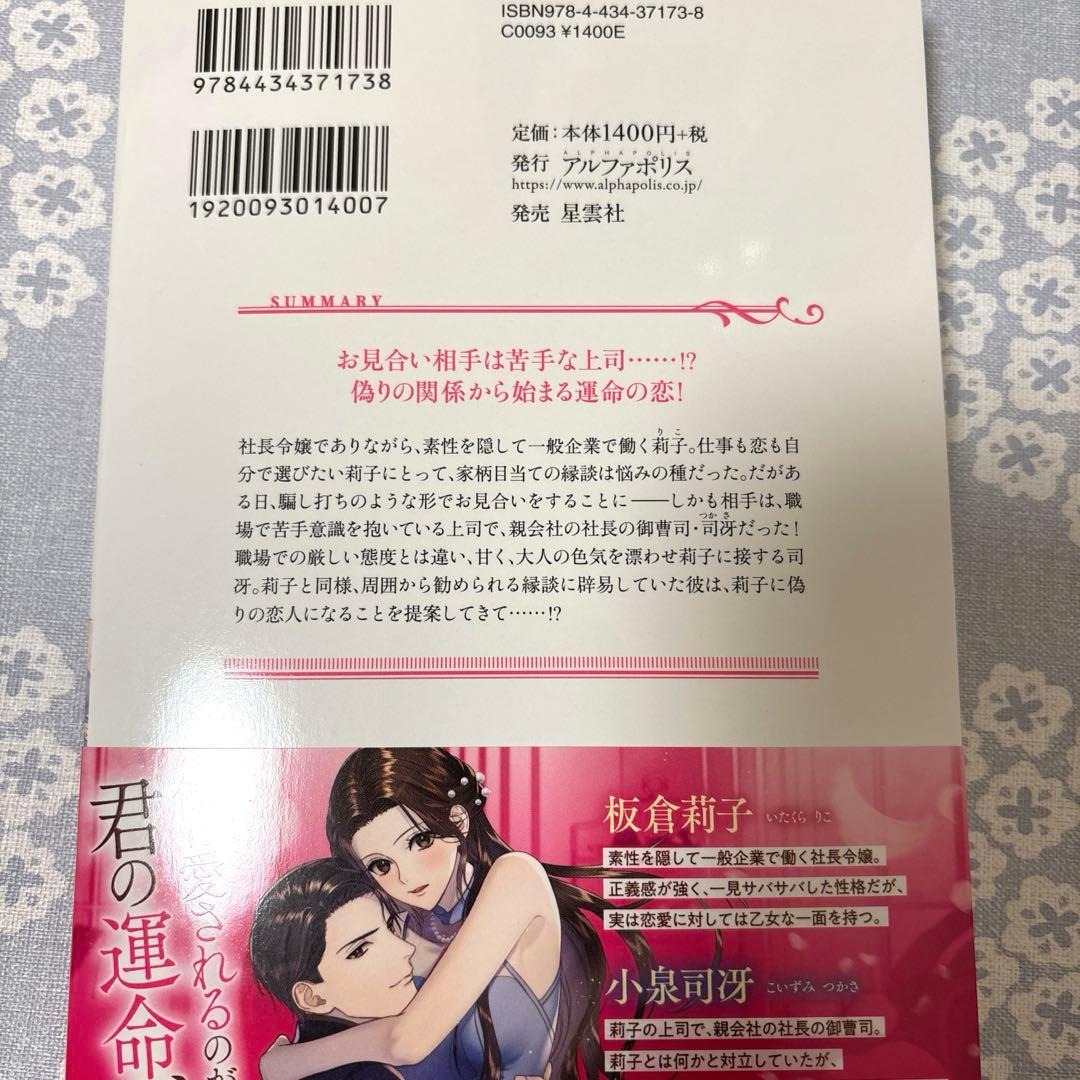 ISBN978-4-434-37173-8
C0093 ¥1400E
9784434371738
1920093014007
定価：本体1400円+税
ALPHAPOLIS
発行 アルファポリス
https://www.alphapolis.co.jp/
発売 星雲社
SUMMARY
お見合い相手は苦手な上司……!?
偽りの関係から始まる運命の恋！
りこ
社長令嬢でありながら、素性を隠して一般企業で働く莉子。仕事も恋も自
分で選びたい莉子にとって、家柄目当ての縁談は悩みの種だった。だがあ
る日、騙し打ちのような形でお見合いをすることに――しかも相手は、職
つかさ
場で苦手意識を抱いている上司で、親会社の社長の御曹司・司冴だった！
職場での厳しい態度とは違い、甘く、大人の色気を漂わせ莉子に接する司
冴。莉子と同様、周囲から勧められる縁談に辟易していた彼は、莉子に偽
りの恋人になることを提案してきて……!?
愛されるのが
君の運命、
板倉莉子 いたくら りこ
素性を隠して一般企業で働く社長令嬢。
正義感が強く、一見サバサバした性格だが、
実は恋愛に対しては乙女な一面を持つ。
小泉司冴 こいずみ つかさ
莉子の上司で、親会社の社長の御曹司。
莉子とは何かと対立していたが、